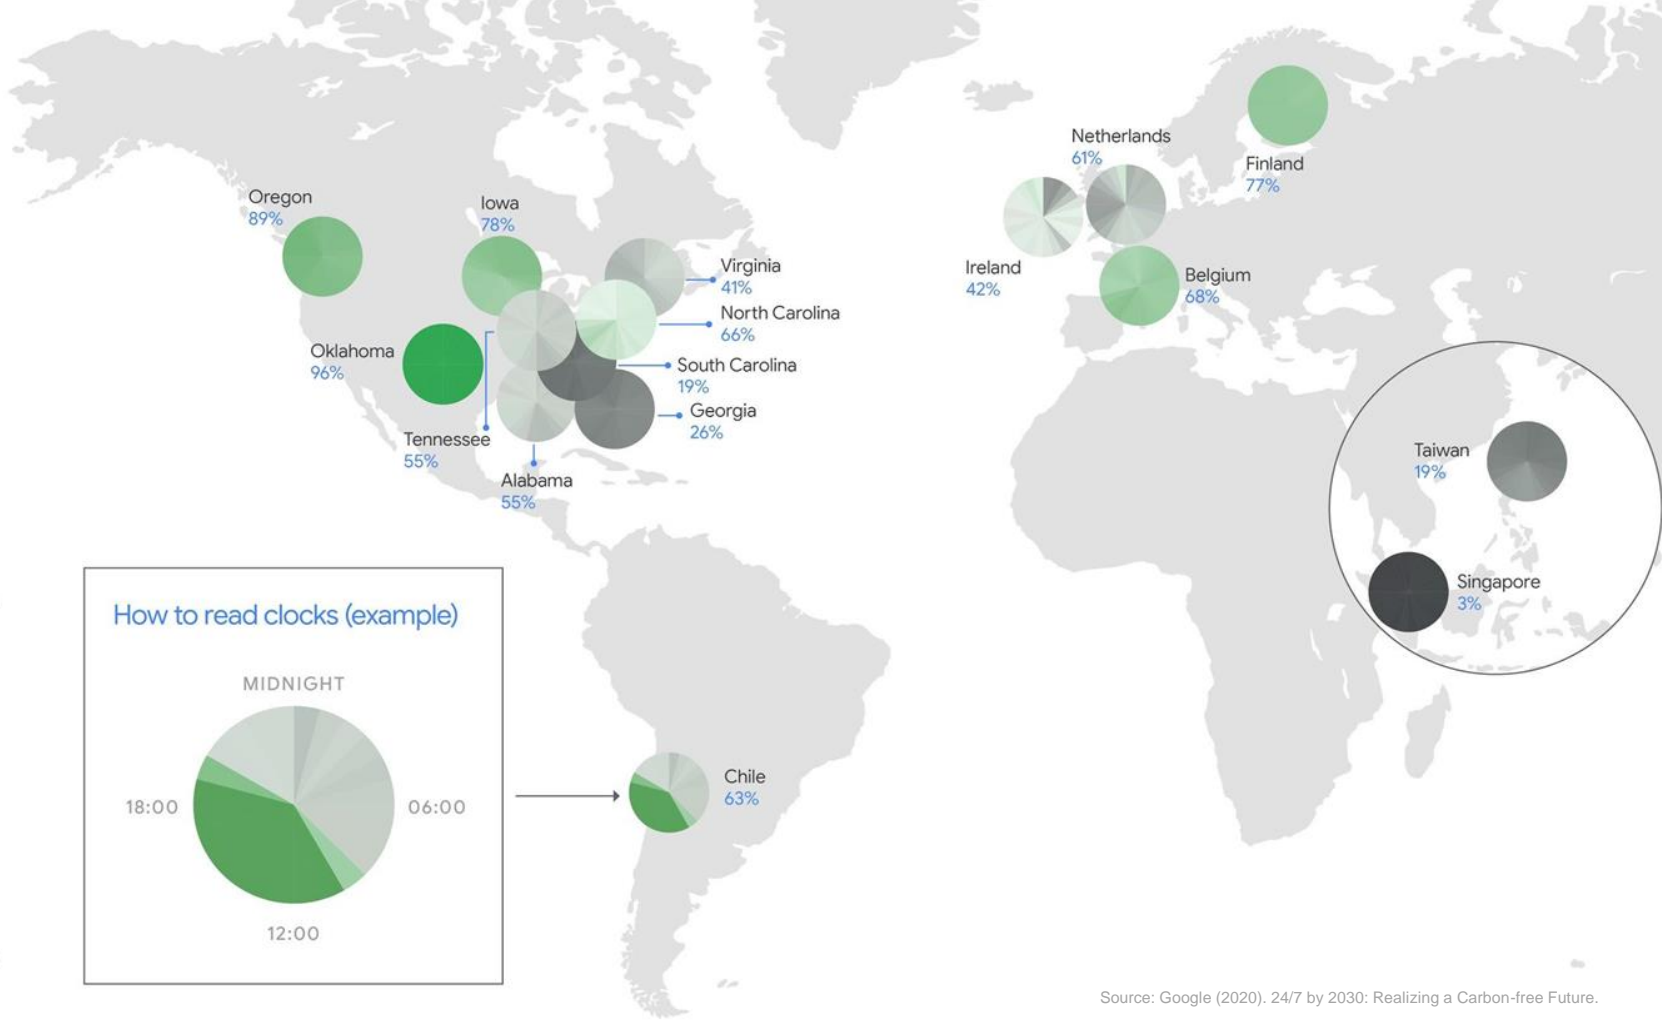 Oregon
89%
Iowa
78%
Virginia
41%
North Carolina
66%
Oklahoma
96%
South Carolina
19%
Georgia
26%
Tennessee
55%
Alabama
55%
Netherlands
61%
Finland
77%
Ireland
42%
Belgium
68%
Taiwan
19%
Singapore
3%
How to read clocks (example)
MIDNIGHT
18:00
06:00
12:00
Chile
63%
Source: Google (2020). 24/7 by 2030: Realizing a Carbon-free Future.